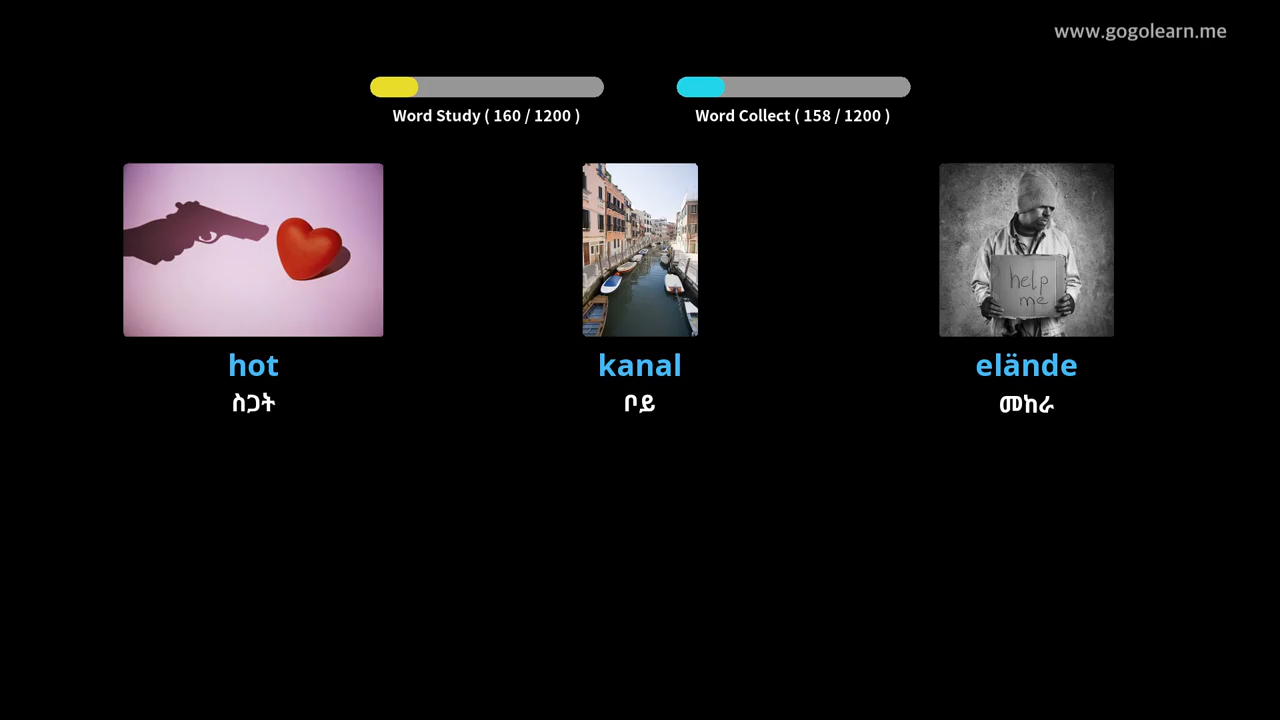 www.gogolearn.me
Word Study ( 160 / 1200 )
Word Collect ( 158 / 1200 )
help
me
hot
kanal
elände
ስጋት
ቦይ
መከራ